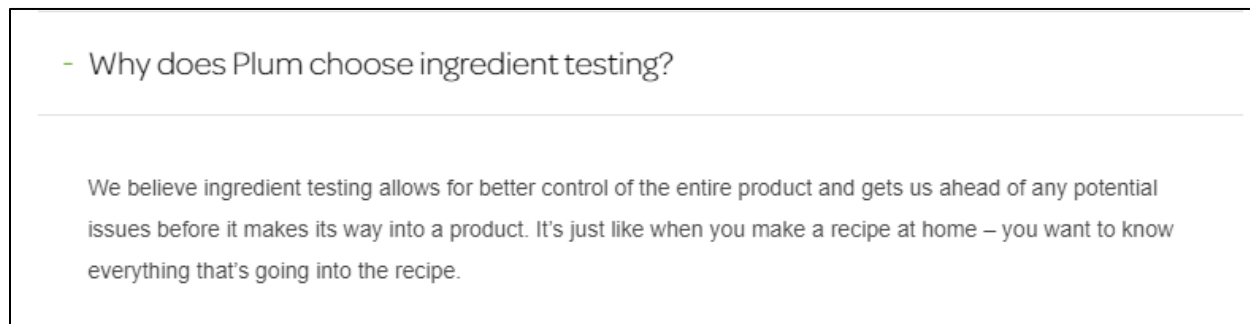 - Why does Plum choose ingredient testing?
We believe ingredient testing allows for better control of the entire product and gets us ahead of any potential
issues before it makes its way into a product. It’s just like when you make a recipe at home – you want to know
everything that’s going into the recipe.